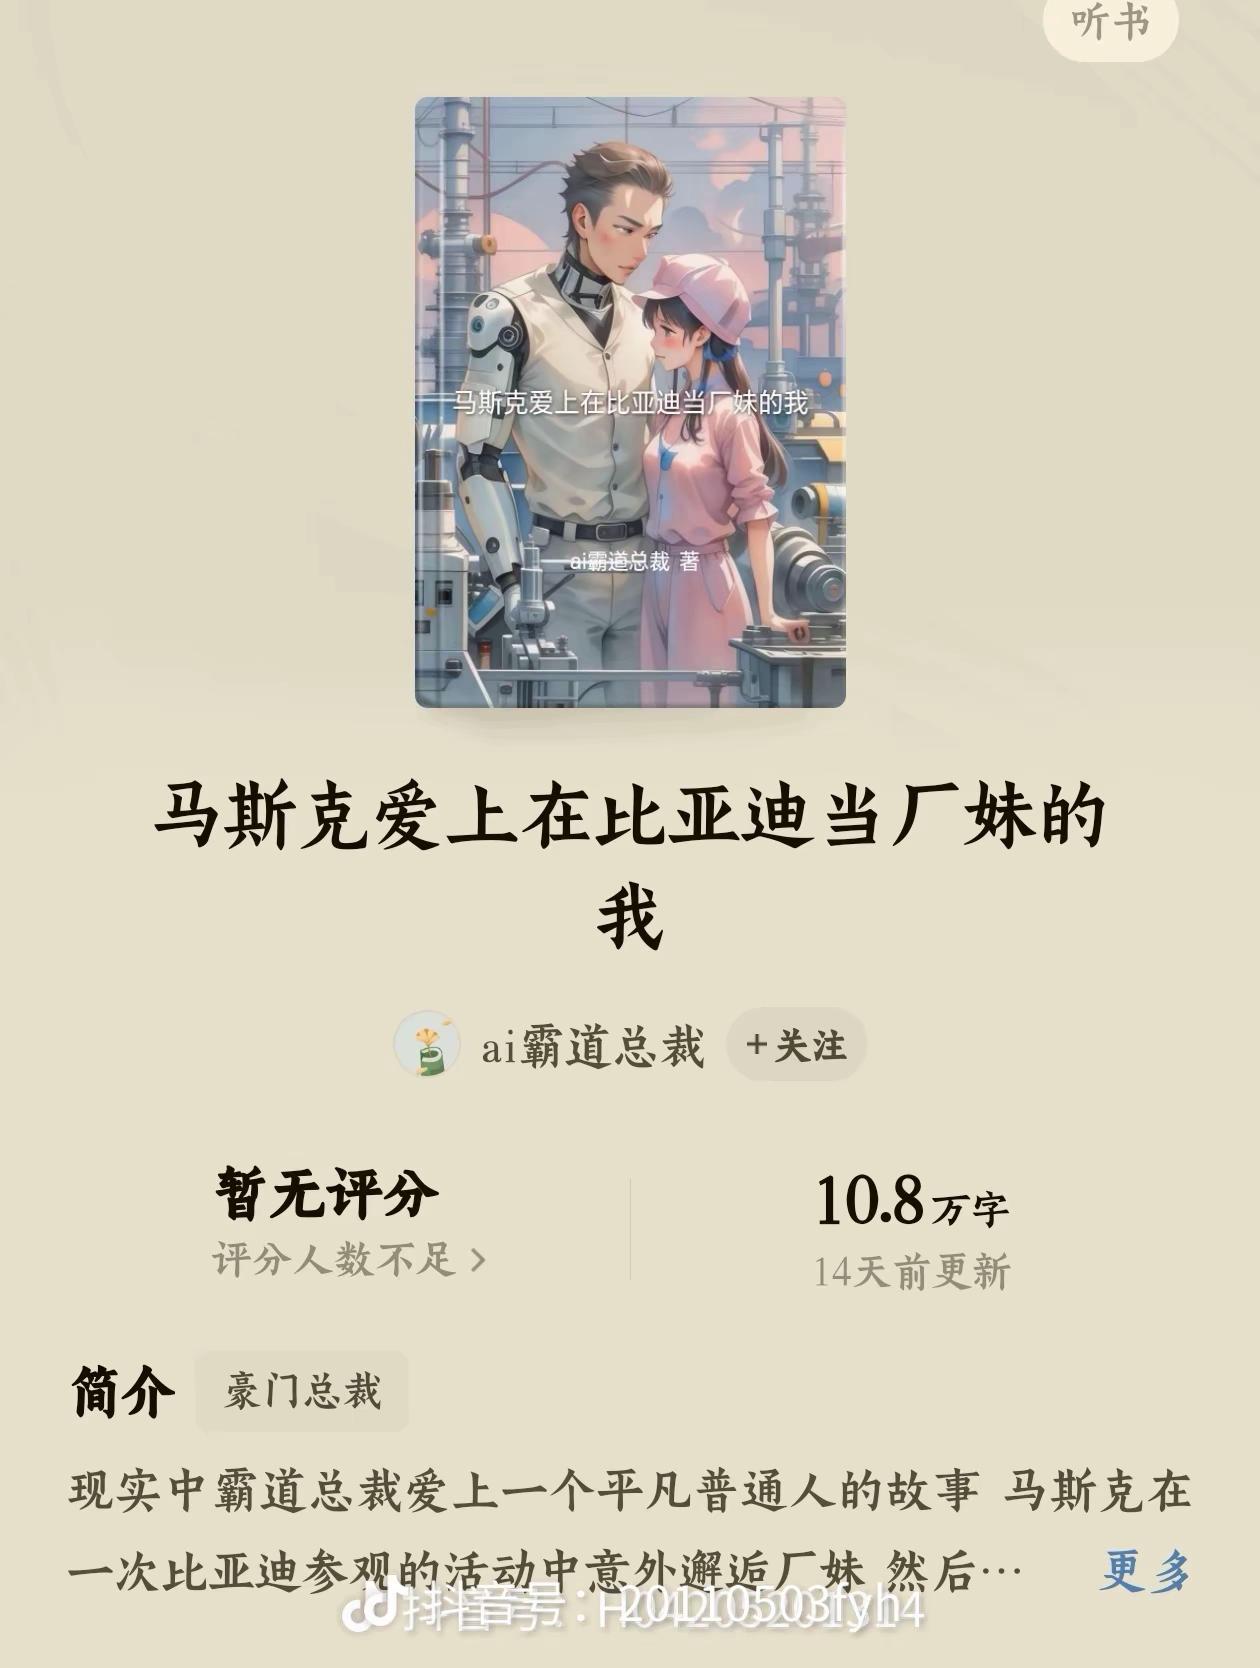 听书
马斯克爱上在比亚迪当厂妹的我
ai霸道总裁 著
马斯克爱上在比亚迪当厂妹的
我
ai霸道总裁 +关注
暂无评分
评分人数不足 >
10.8万字
14天前更新
简介 豪门总裁
现实中霸道总裁爱上一个平凡普通人的故事 马斯克在
一次比亚迪参观的活动中意外邂逅厂妹 然后… 更多
抖音号：